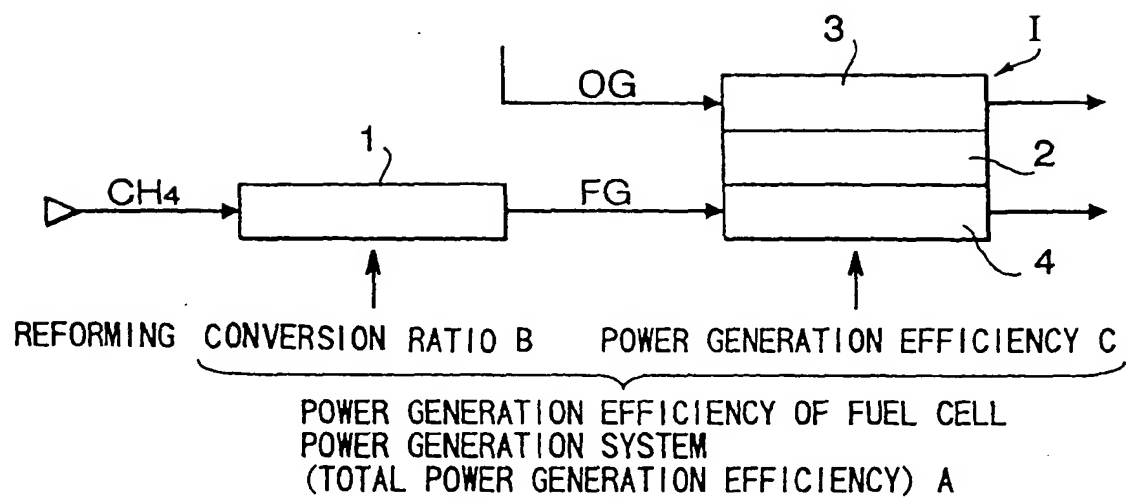 3 I
OG
1
2
CH4 FG
4
REFORMING CONVERSION RATIO B POWER GENERATION EFFICIENCY C
POWER GENERATION EFFICIENCY OF FUEL CELL
POWER GENERATION SYSTEM
(TOTAL POWER GENERATION EFFICIENCY) A